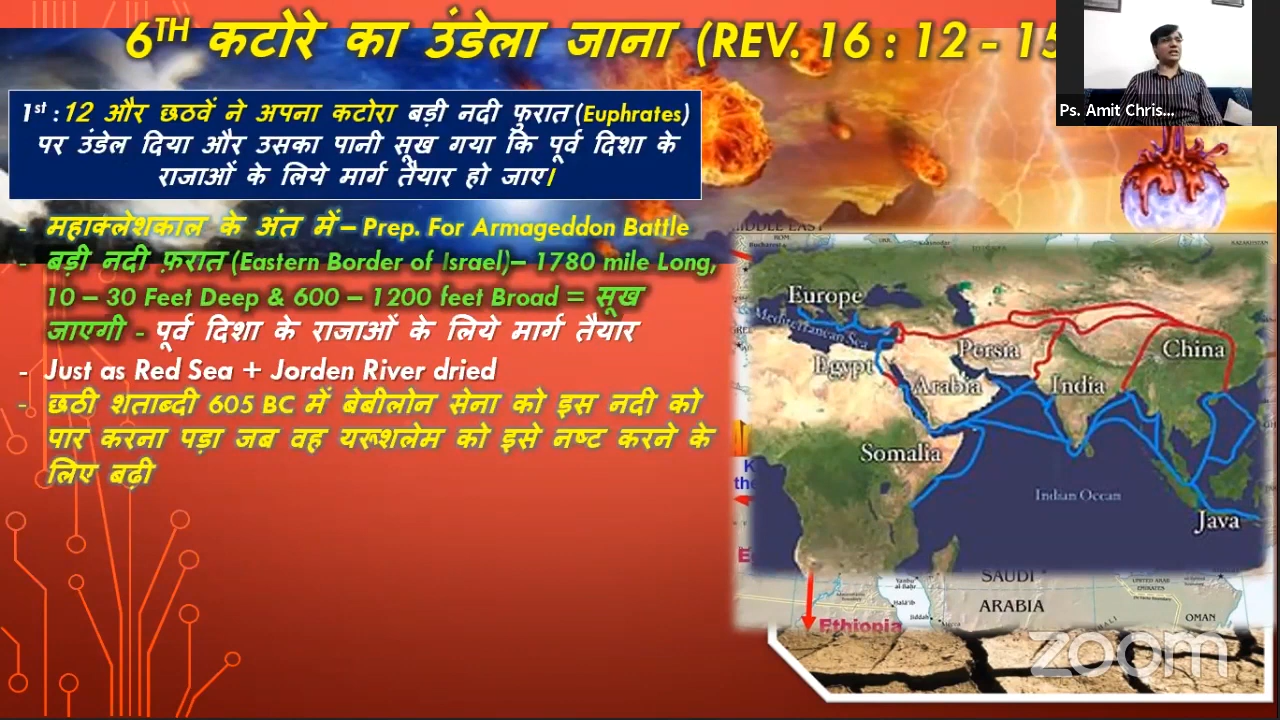 6TH कटोरे का उंडेला जाना (REV. 16 : 12 - 15
Ps. Amit Chris...
1st : 12 और छठवें ने अपना कटोरा बड़ी नदी फुरात (Euphrates)
पर उंडेल दिया और उसका पानी सूख गया कि पूर्व दिशा के
राजाओं के लिये मार्ग तैयार हो जाए।
- महाक्लेशकाल के अंत में – Prep. For Armageddon Battle
- बड़ी नदी फ़रात (Eastern Border of Israel)– 1780 mile Long,
10 – 30 Feet Deep & 600 – 1200 feet Broad = सूख
जाएगी - पूर्व दिशा के राजाओं के लिये मार्ग तैयार
- Just as Red Sea + Jorden River dried
- छठी शताब्दी 605 BC में बेबीलोन सेना को इस नदी को
पार करना पड़ा जब वह यरूशलेम को इसे नष्ट करने के
लिए बढ़ी
MIDDLE EAST
Europe
Mediterranean Sea
Egypt
Persia
China
Arabia
India
Somalia
Indian Ocean
Java
SAUDI
ARABIA
OMAN
Ethiopia
zoom